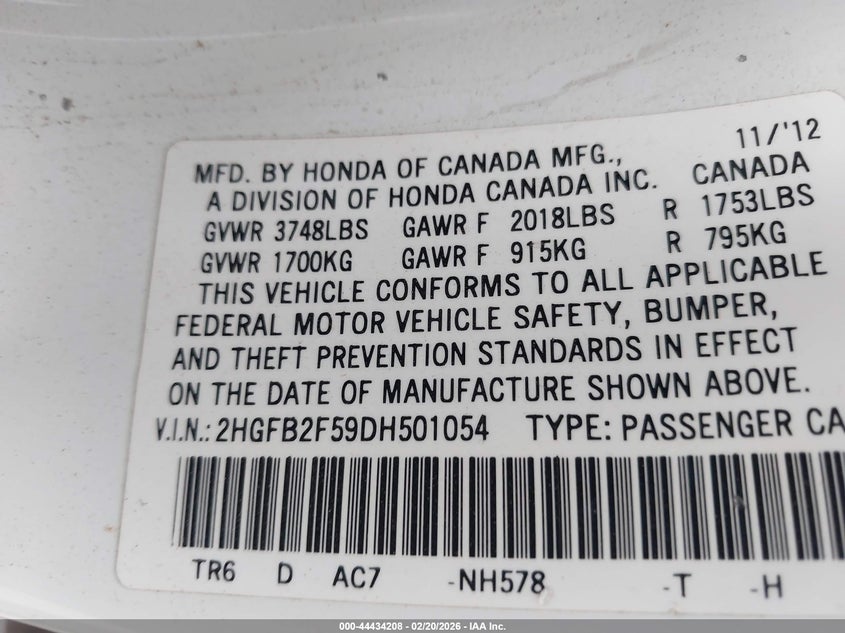 11/'12
MFD. BY HONDA OF CANADA MFG.,
A DIVISION OF HONDA CANADA INC. CANADA
GVWR 3748LBS GAWR F 2018LBS R 1753LBS
GVWR 1700KG GAWR F 915KG R 795KG
THIS VEHICLE CONFORMS TO ALL APPLICABLE
FEDERAL MOTOR VEHICLE SAFETY, BUMPER,
AND THEFT PREVENTION STANDARDS IN EFFECT
ON THE DATE OF MANUFACTURE SHOWN ABOVE.
V.I.N.: 2HGFB2F59DH501054 TYPE: PASSENGER CA
TR6 D AC7 -NH578 -T -H
000-44434208 - 02/20/2026 - IAA Inc.